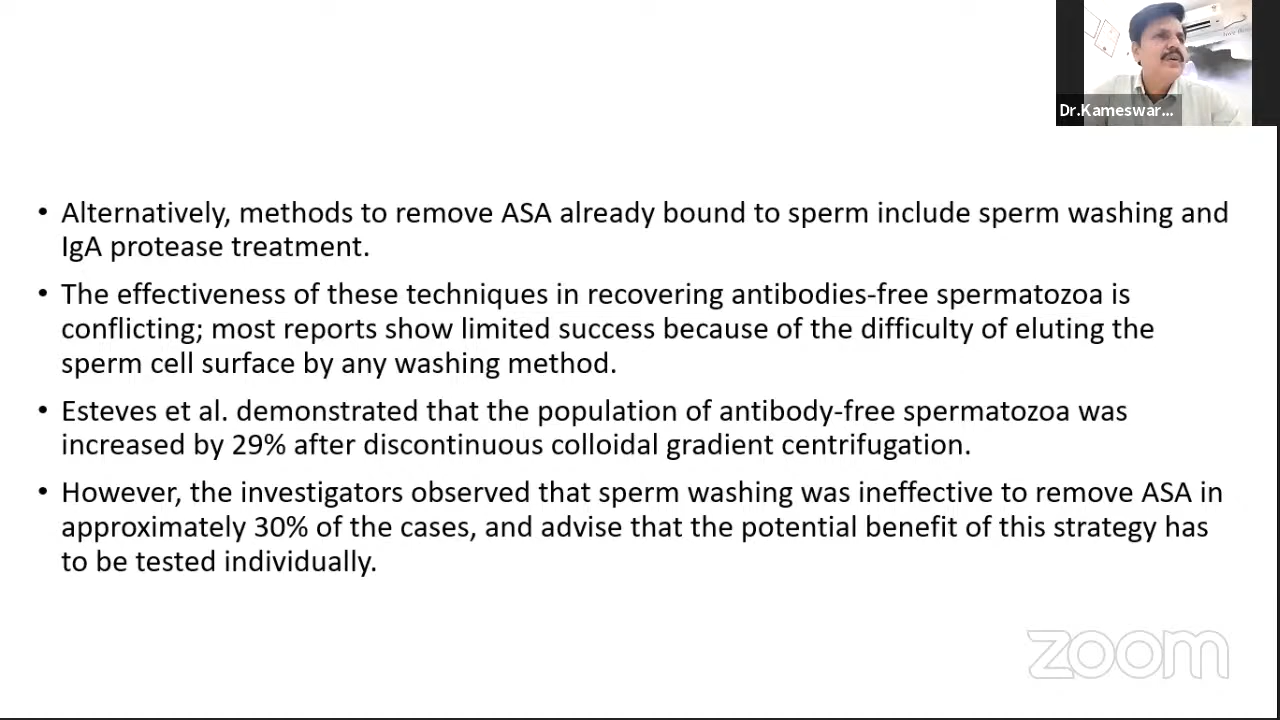 Dr.Kameswar...
• Alternatively, methods to remove ASA already bound to sperm include sperm washing and
IgA protease treatment.
• The effectiveness of these techniques in recovering antibodies-free spermatozoa is
conflicting; most reports show limited success because of the difficulty of eluting the
sperm cell surface by any washing method.
• Esteves et al. demonstrated that the population of antibody-free spermatozoa was
increased by 29% after discontinuous colloidal gradient centrifugation.
• However, the investigators observed that sperm washing was ineffective to remove ASA in
approximately 30% of the cases, and advise that the potential benefit of this strategy has
to be tested individually.
zoom